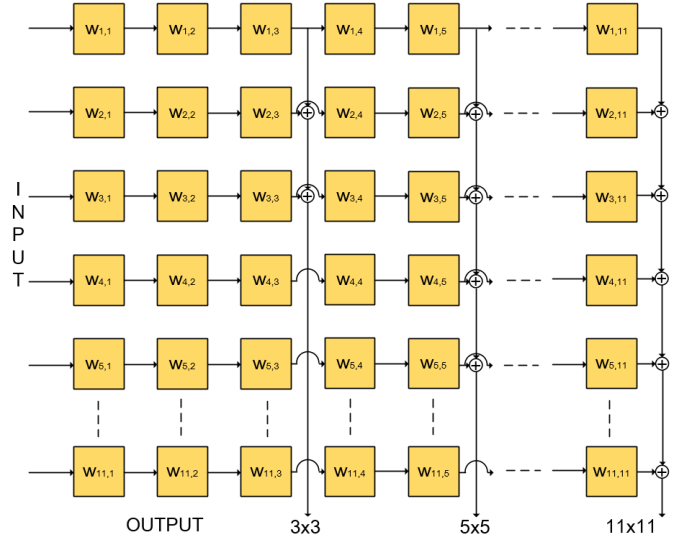 W1,1 W1,2 W1,3 W1,4 W1,5 W1,11
W2,1 W2,2 W2,3 W2,4 W2,5 W2,11
W3,1 W3,2 W3,3 W3,4 W3,5 W3,11
INPUT
W4,1 W4,2 W4,3 W4,4 W4,5 W4,11
W5,1 W5,2 W5,3 W5,4 W5,5 W5,11
W11,1 W11,2 W11,3 W11,4 W11,5 W11,11
OUTPUT 3x3 5x5 11x11